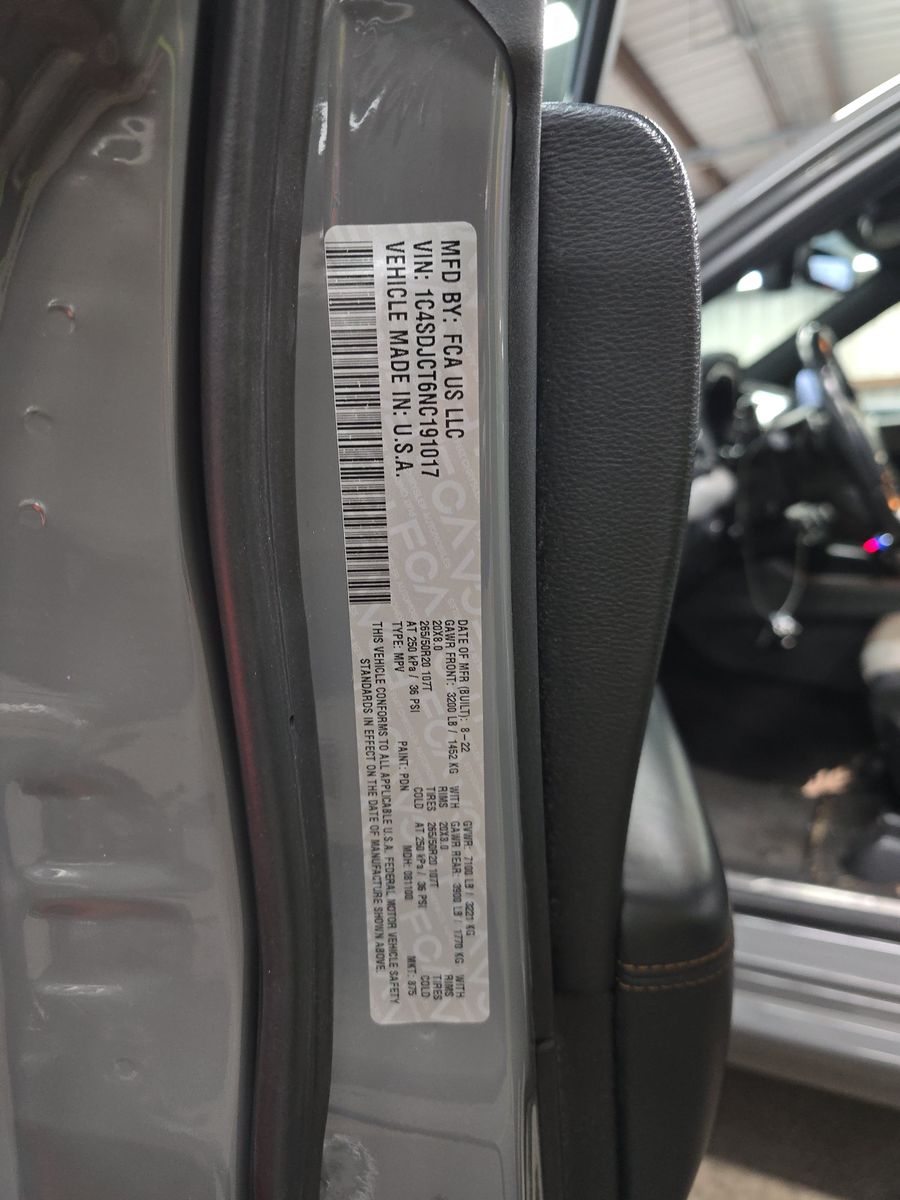 MFD BY: FCA US LLC
VIN: 1C4SDJCT6NC191017
VEHICLE MADE IN: U.S.A.
DATE OF MFR (BUILT): 8-22 GVWR: 7100 LB / 3221 KG
GAWR FRONT: 3200 LB / 1452 KG WITH GAWR REAR: 3900 LB / 1770 KG WITH
20X8.0 RIMS 20X8.0 RIMS
265/50R20 107T TIRES 265/50R20 107T TIRES
AT 250 kPa / 36 PSI COLD AT 250 kPa / 36 PSI COLD
TYPE: MPV PAINT: PDN MDH: 081100 MKT: 875
THIS VEHICLE CONFORMS TO ALL APPLICABLE U.S.A. FEDERAL MOTOR VEHICLE SAFETY
STANDARDS IN EFFECT ON THE DATE OF MANUFACTURE SHOWN ABOVE.